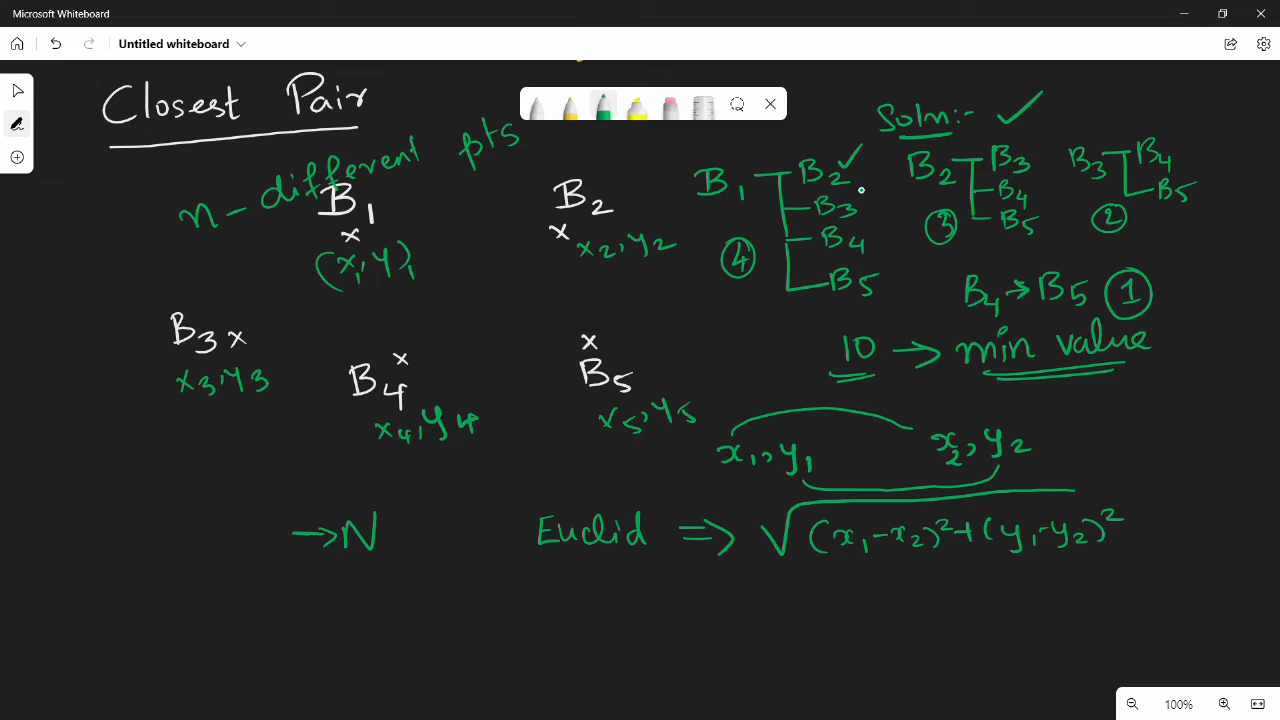 Microsoft Whiteboard
Untitled whiteboard
Closest Pair
n - different pts
B1
(x1, y1)
B2
x
x2, y2
x
B3 x
x3, y3
x
B4
x4, y4
x
B5
x5, y5
Soln:- ✓
B1 B2 ✓
B3
B4
B5
④
B2 B3
B4
B5
③
B3 B4
B5
②
B4 → B5 ①
10 → min value
x1, y1 x2, y2
→ N
Euclid ⇒ √(x1-x2)²+(y1-y2)²
100%